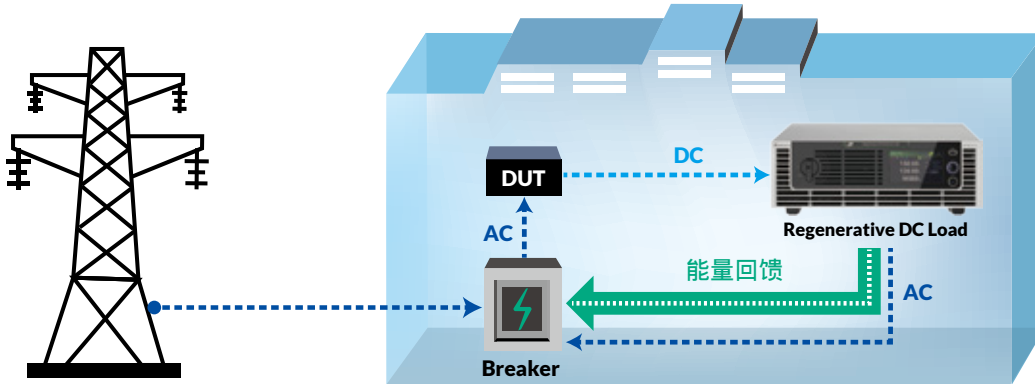 DC
DUT
Regenerative DC Load
AC
能量回馈
AC
Breaker